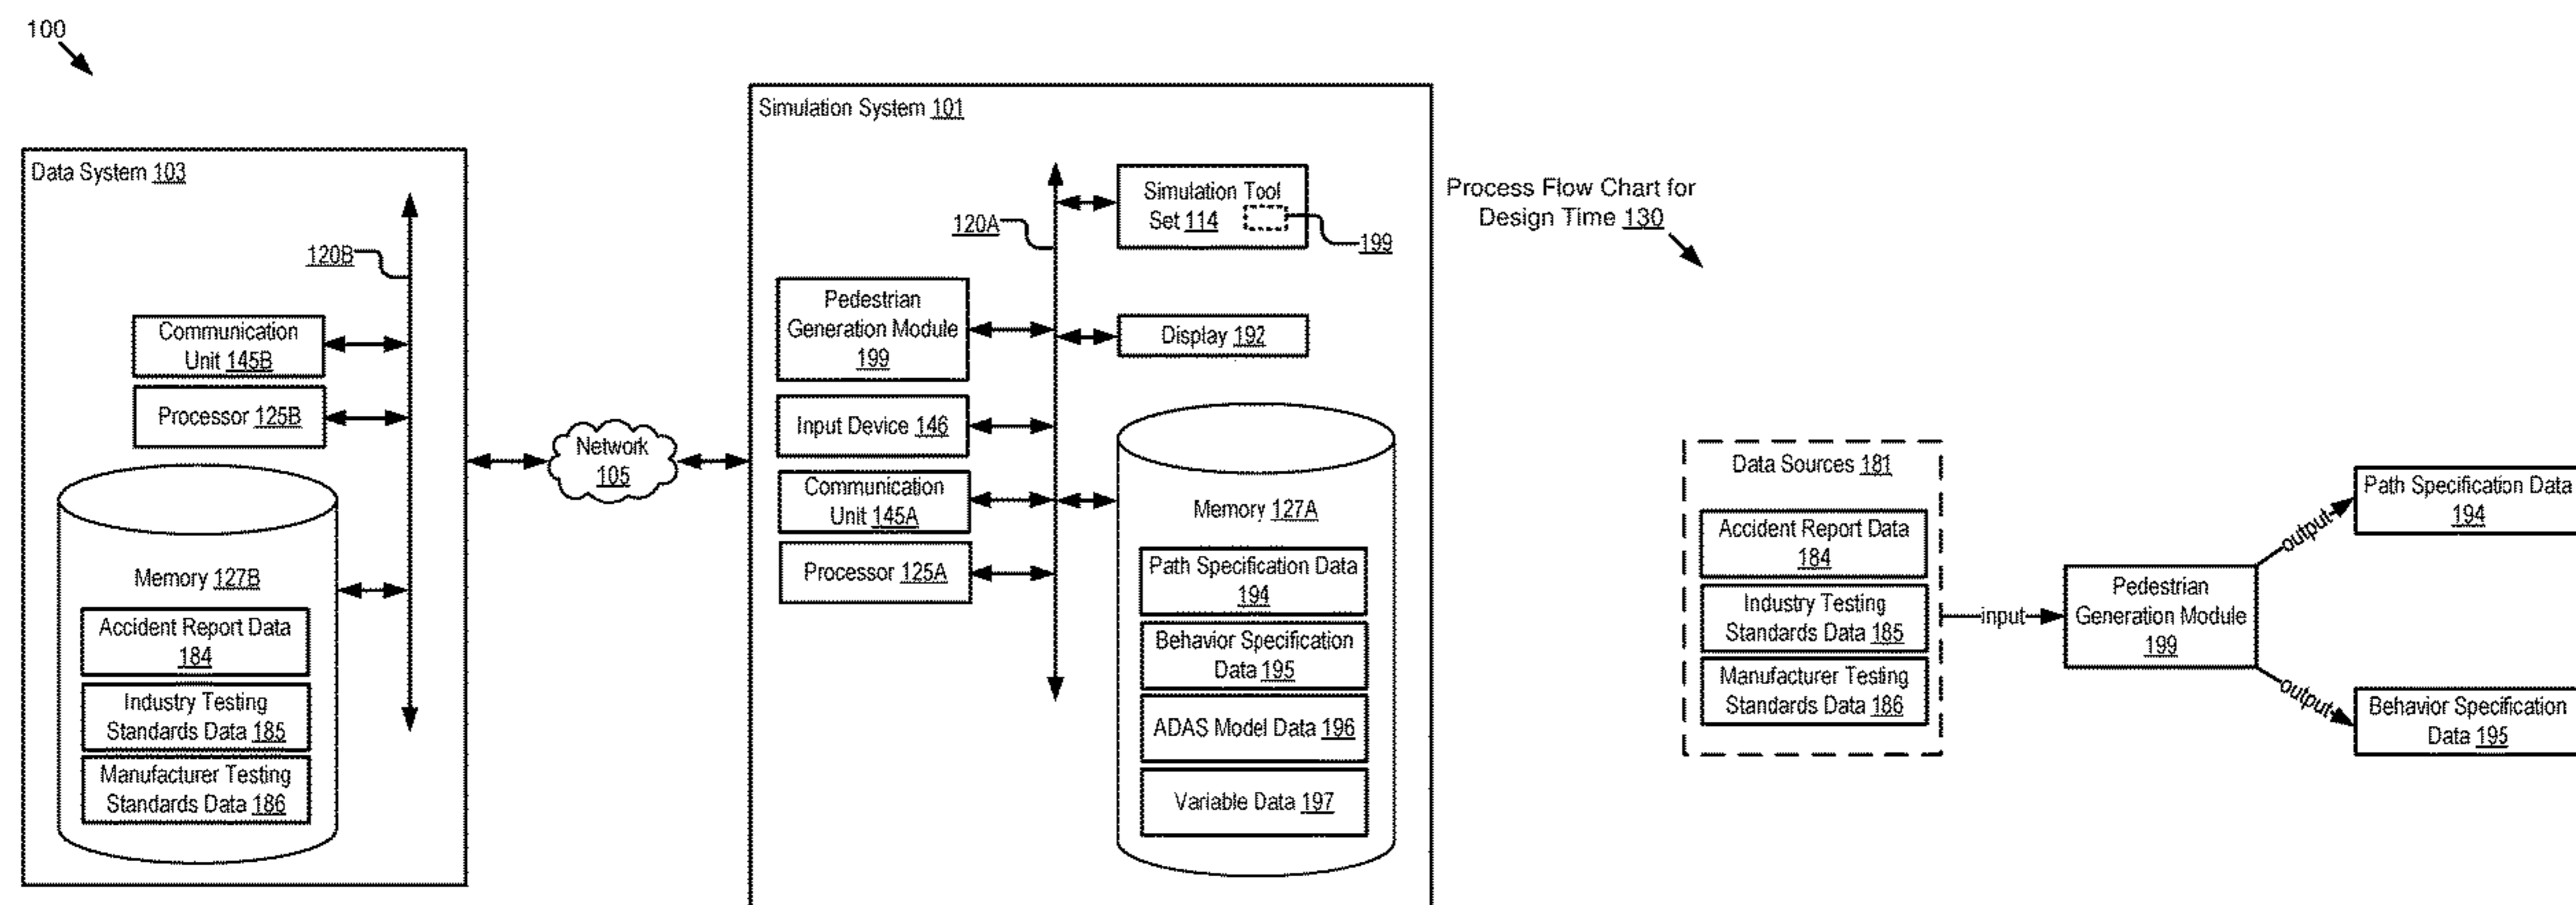 100
Data System 103
120B
Communication
Unit 145B
Processor 125B
Memory 127B
Accident Report Data
184
Industry Testing
Standards Data 185
Manufacturer Testing
Standards Data 186
Network
105
Simulation System 101
120A
Simulation Tool
Set 114
199
Pedestrian
Generation Module
199
Display 192
Input Device 146
Communication
Unit 145A
Processor 125A
Memory 127A
Path Specification Data
194
Behavior Specification
Data 195
ADAS Model Data 196
Variable Data 197
Process Flow Chart for
Design Time 130
Data Sources 181
Accident Report Data
184
Industry Testing
Standards Data 185
Manufacturer Testing
Standards Data 186
input
Pedestrian
Generation Module
199
output
Path Specification Data
194
output
Behavior Specification
Data 195